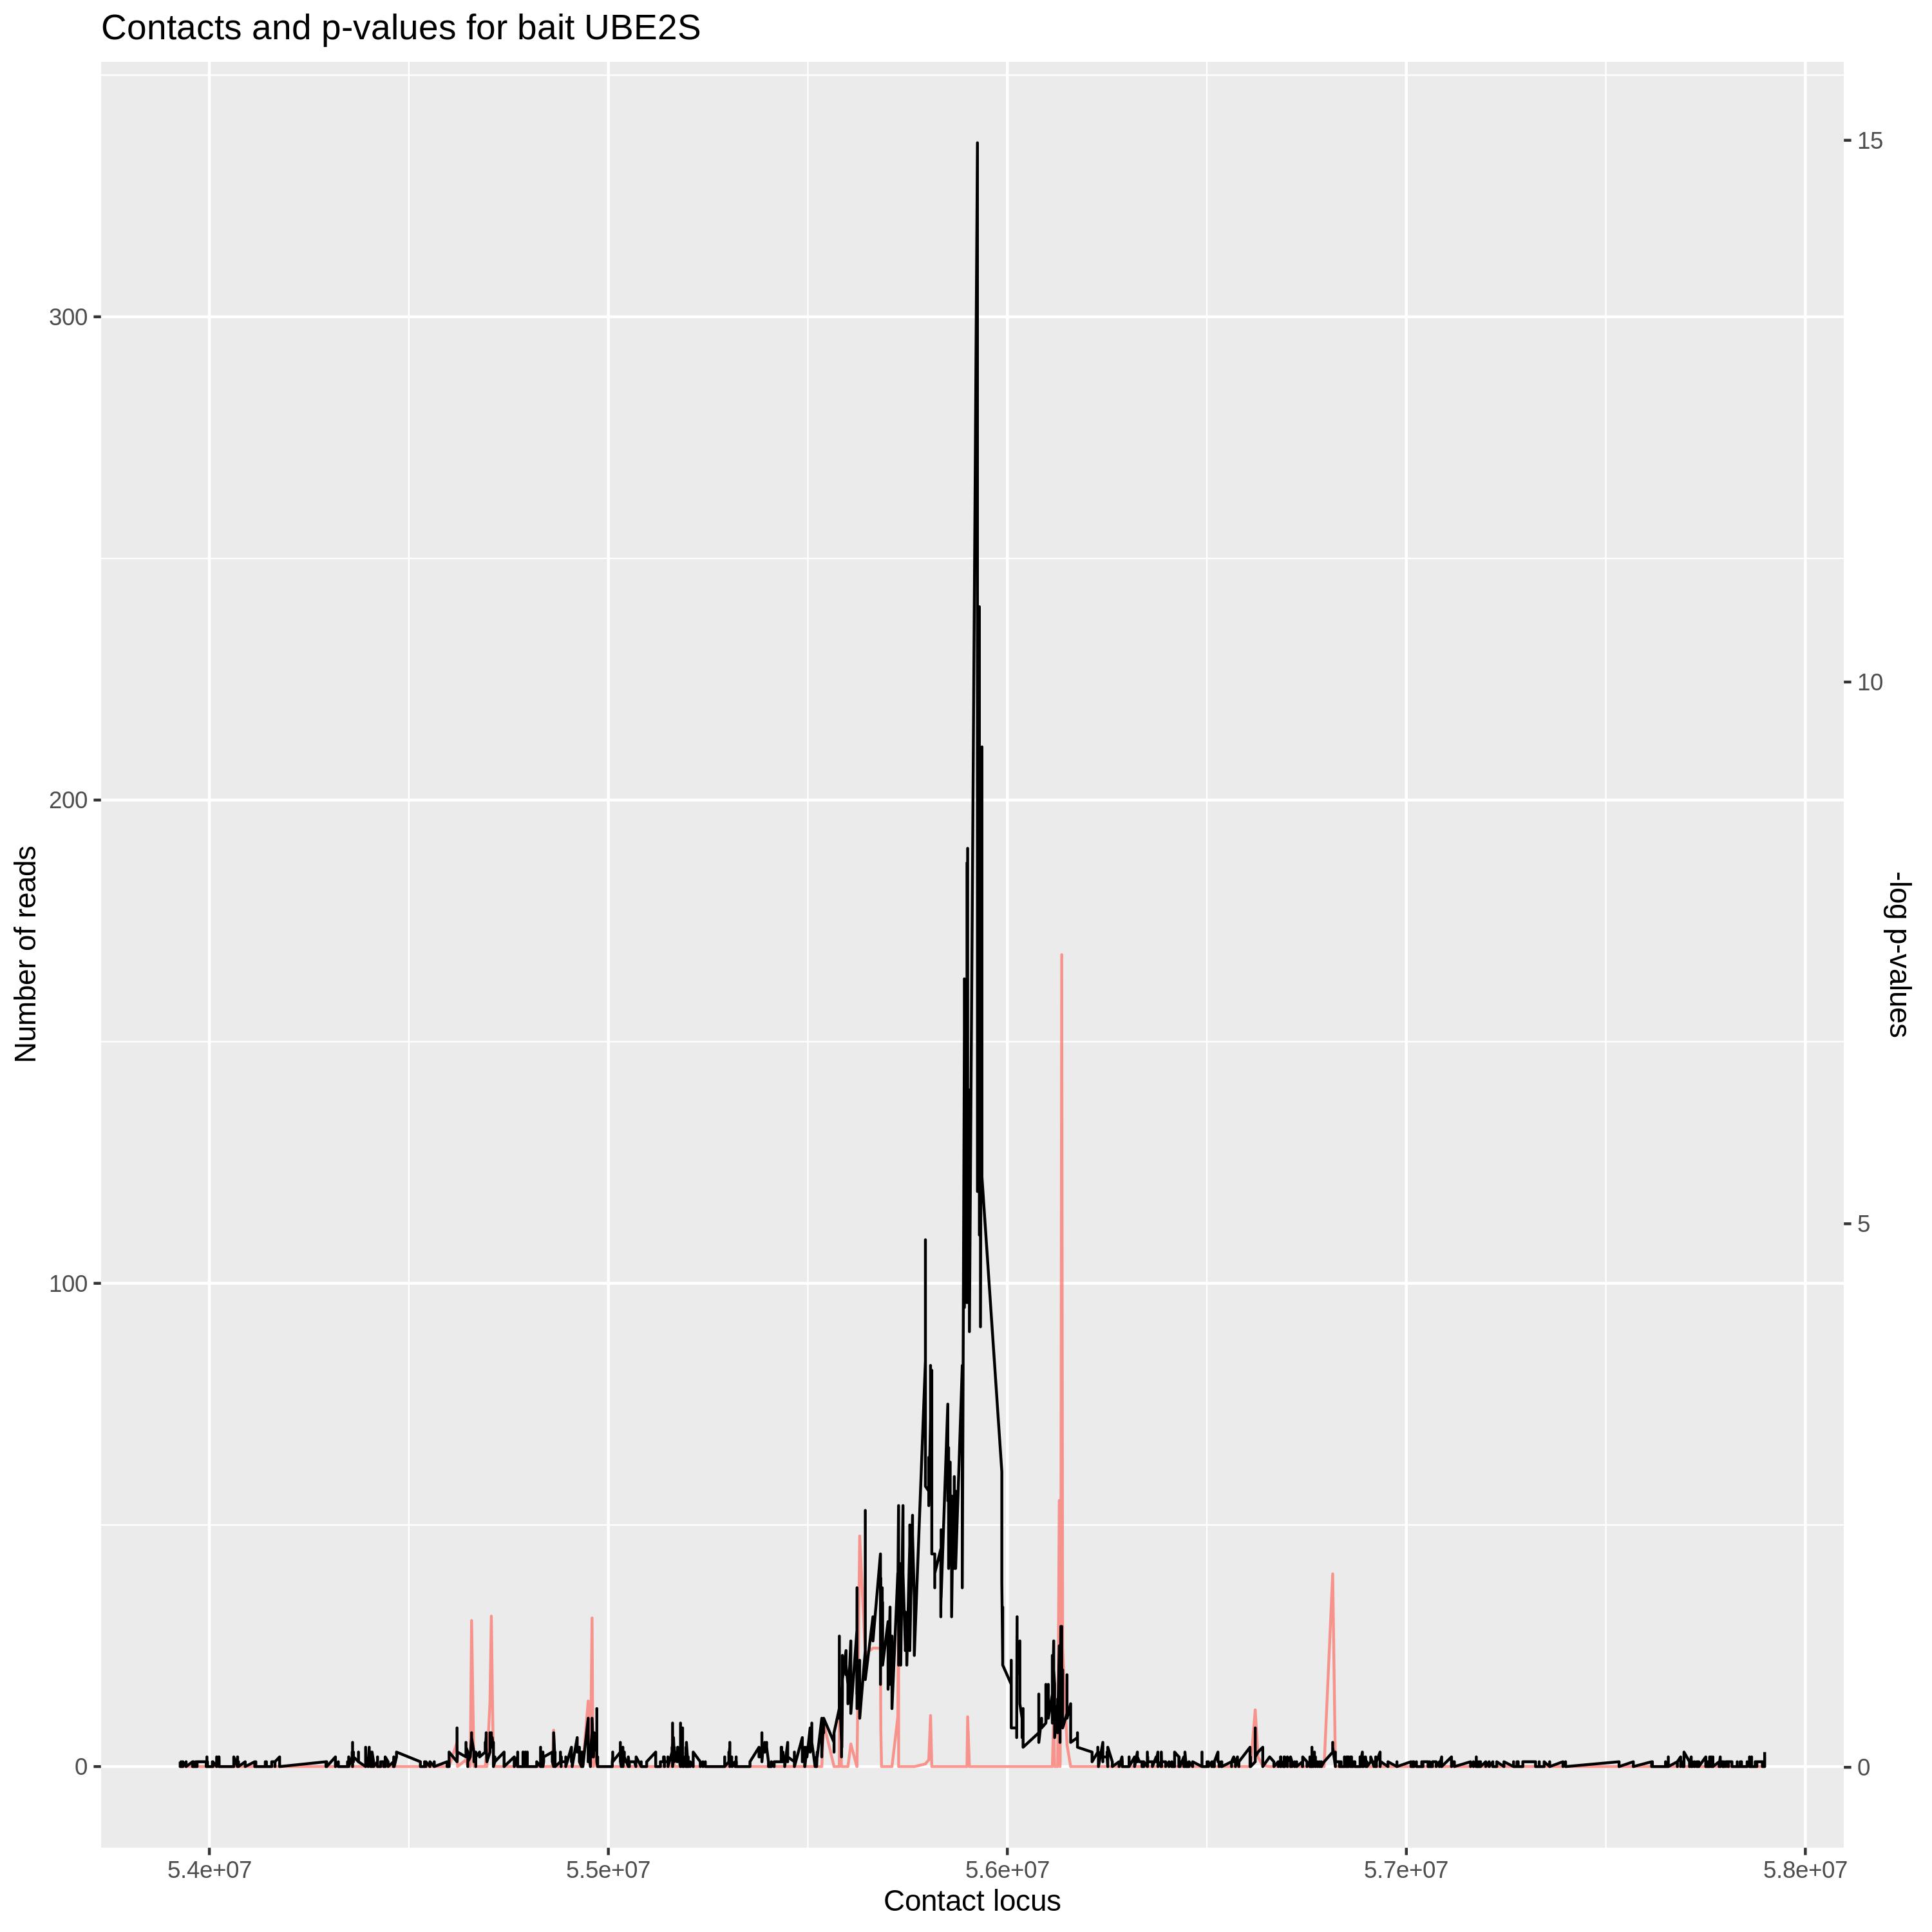 Contacts and p-values for bait UBE2S
Number of reads
300
200
100
0
15
10
5
0
-log p-values
5.4e+07
5.5e+07
5.6e+07
5.7e+07
5.8e+07
Contact locus